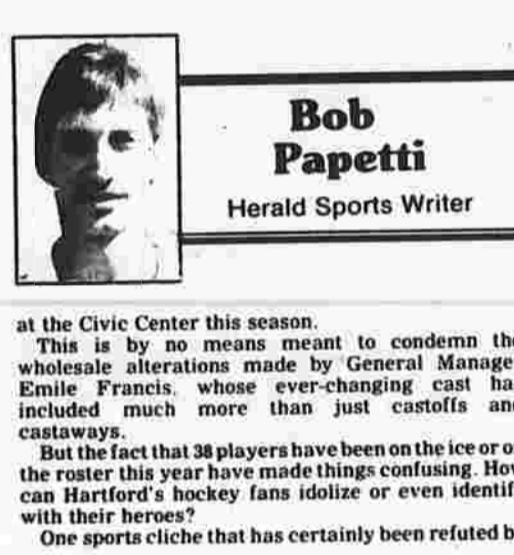 Bob
Papetti
Herald Sports Writer
at the Civic Center this season.
This is by no means meant to condemn the
wholesale alterations made by General Manage
Emile Francis, whose ever-changing cast ha
included much more than just castoffs an
castaways.
But the fact that 38 players have been on the ice or o
the roster this year have made things confusing. Ho
can Hartford's hockey fans idolize or even identif
with their heroes?
One sports cliche that has certainly been refuted b